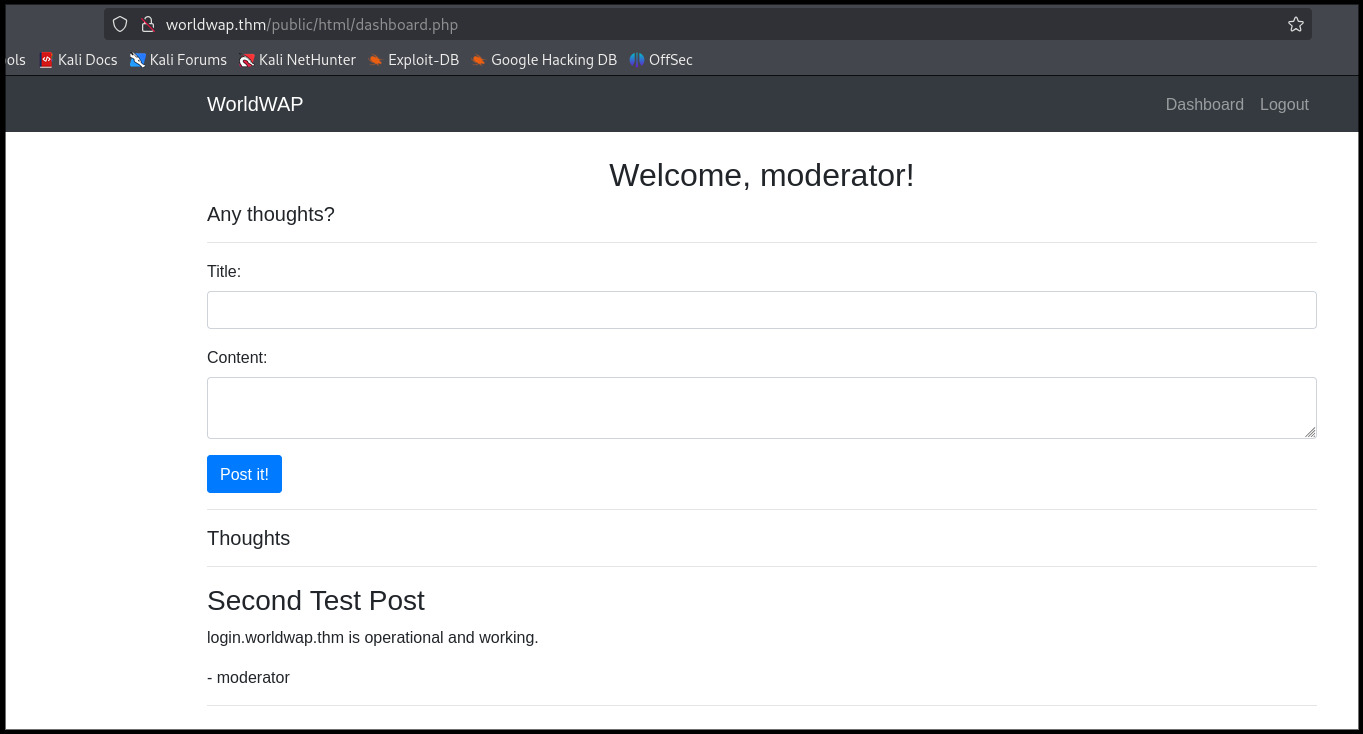 worldwap.thm/public/html/dashboard.php
ols Kali Docs Kali Forums Kali NetHunter Exploit-DB Google Hacking DB OffSec
WorldWAP Dashboard Logout
Welcome, moderator!
Any thoughts?
Title:
Content:
Post it!
Thoughts
Second Test Post
login.worldwap.thm is operational and working.
- moderator